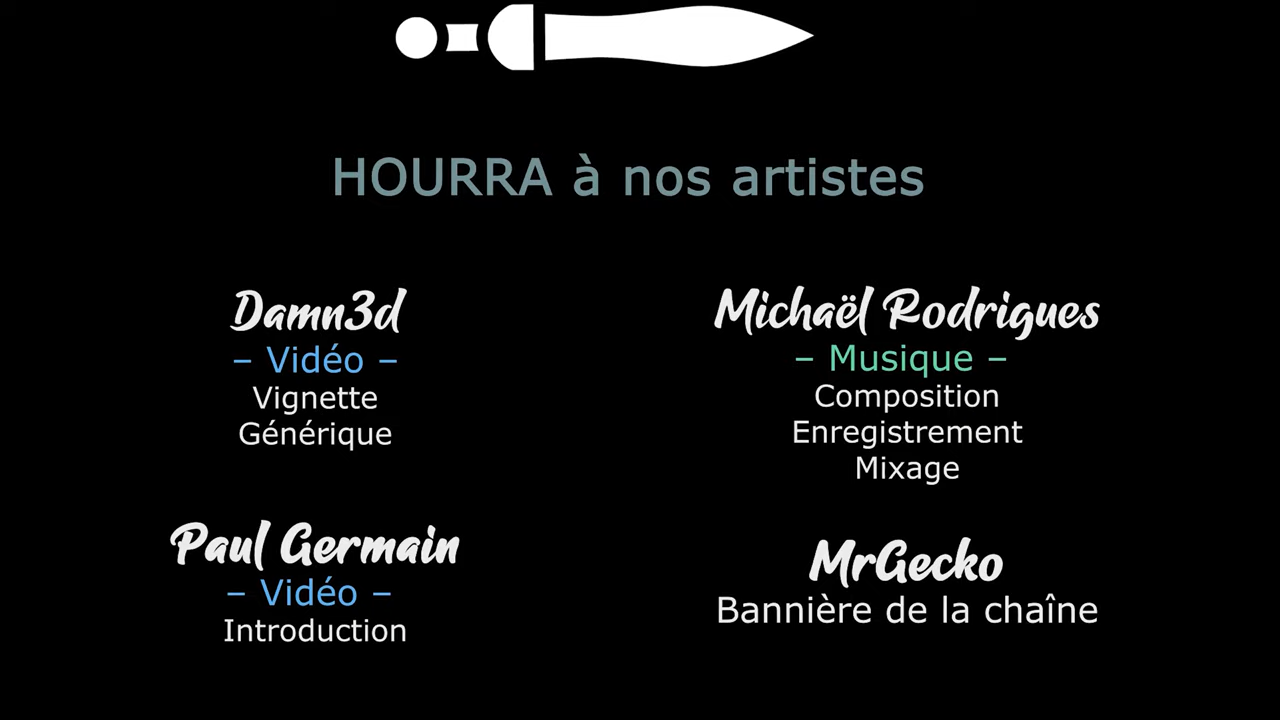 HOURRA à nos artistes
Damn3d
– Vidéo –
Vignette
Générique
Michaël Rodrigues
– Musique –
Composition
Enregistrement
Mixage
Paul Germain
– Vidéo –
Introduction
MrGecko
Bannière de la chaîne